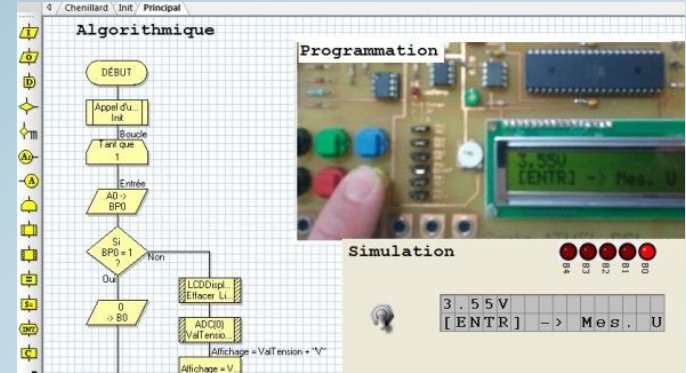 Chenillard / Init / Principal
Algorithmique
DÉBUT
Appel d'u...
Init
Boucle
Tant que
1
Entrée
A0 ->
BP0
Si
BP0 = 1
?
Non
Oui
0
-> B0
LCDDispl...
Effacer Li...
ADC(0)
ValTensio...
Affichage = ValTension + "V"
Affichage = V...
Programmation
3.55V
[ENTR] -> Mes. U
Simulation
B4
B3
B2
B1
B0
3.55V
[ENTR] -> Mes. U
INT
C